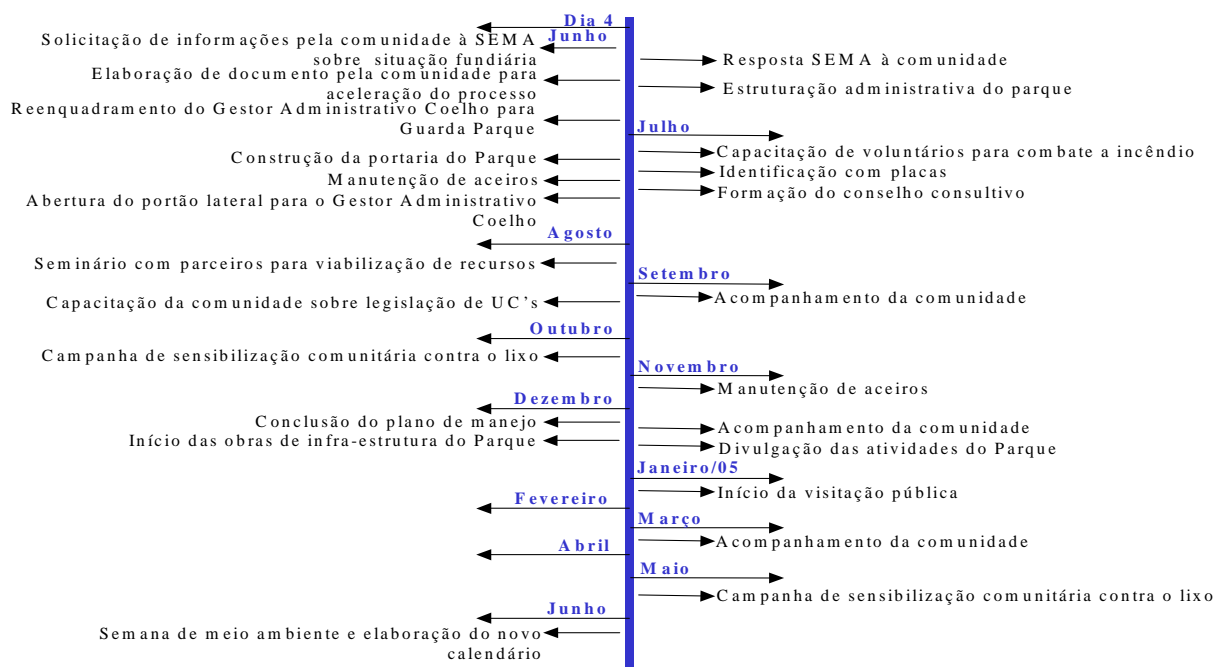 Dia 4
Junho
Solicitação de informações pela comunidade à SEMA
sobre situação fundiária
Resposta SEMA à comunidade
Elaboração de documento pela comunidade para
aceleração do processo
Estruturação administrativa do parque
Reenquadramento do Gestor Administrativo Coelho para
Guarda Parque
Julho
Capacitação de voluntários para combate a incêndio
Construção da portaria do Parque
Identificação com placas
Manutenção de aceiros
Formação do conselho consultivo
Abertura do portão lateral para o Gestor Administrativo
Coelho
Agosto
Seminário com parceiros para viabilização de recursos
Setembro
Acompanhamento da comunidade
Capacitação da comunidade sobre legislação de UC's
Outubro
Campanha de sensibilização comunitária contra o lixo
Novembro
Manutenção de aceiros
Dezembro
Conclusão do plano de manejo
Acompanhamento da comunidade
Início das obras de infra-estrutura do Parque
Divulgação das atividades do Parque
Janeiro/05
Início da visitação pública
Fevereiro
Março
Acompanhamento da comunidade
Abril
Maio
Campanha de sensibilização comunitária contra o lixo
Junho
Semana de meio ambiente e elaboração do novo
calendário